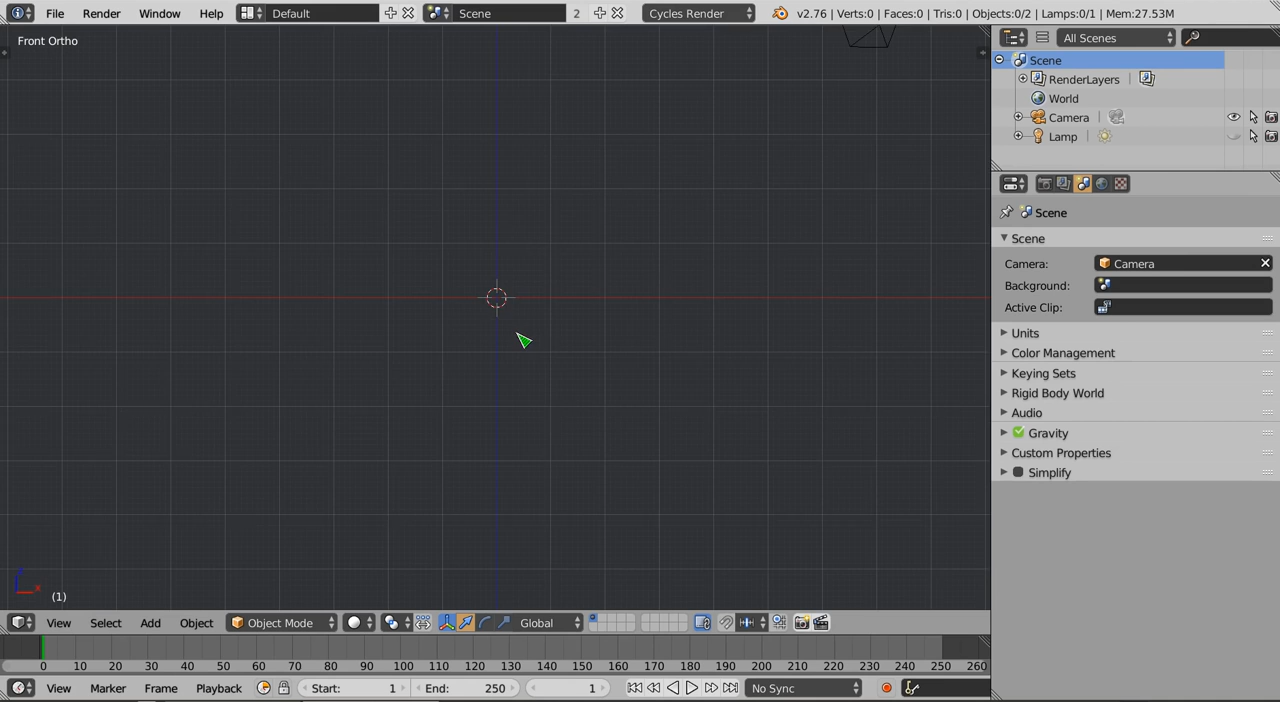 File Render Window Help Default Scene 2 Cycles Render v2.76 | Verts:0 | Faces:0 | Tris:0 | Objects:0/2 | Lamps:0/1 | Mem:27.53M
Front Ortho
All Scenes
Scene
RenderLayers
World
Camera
Lamp
Scene
Scene
Camera: Camera
Background:
Active Clip:
Units
Color Management
Keying Sets
Rigid Body World
Audio
Gravity
Custom Properties
Simplify
x
(1)
View Select Add Object Object Mode Global
0 10 20 30 40 50 60 70 80 90 100 110 120 130 140 150 160 170 180 190 200 210 220 230 240 250 260
View Marker Frame Playback Start: 1 End: 250 1 No Sync